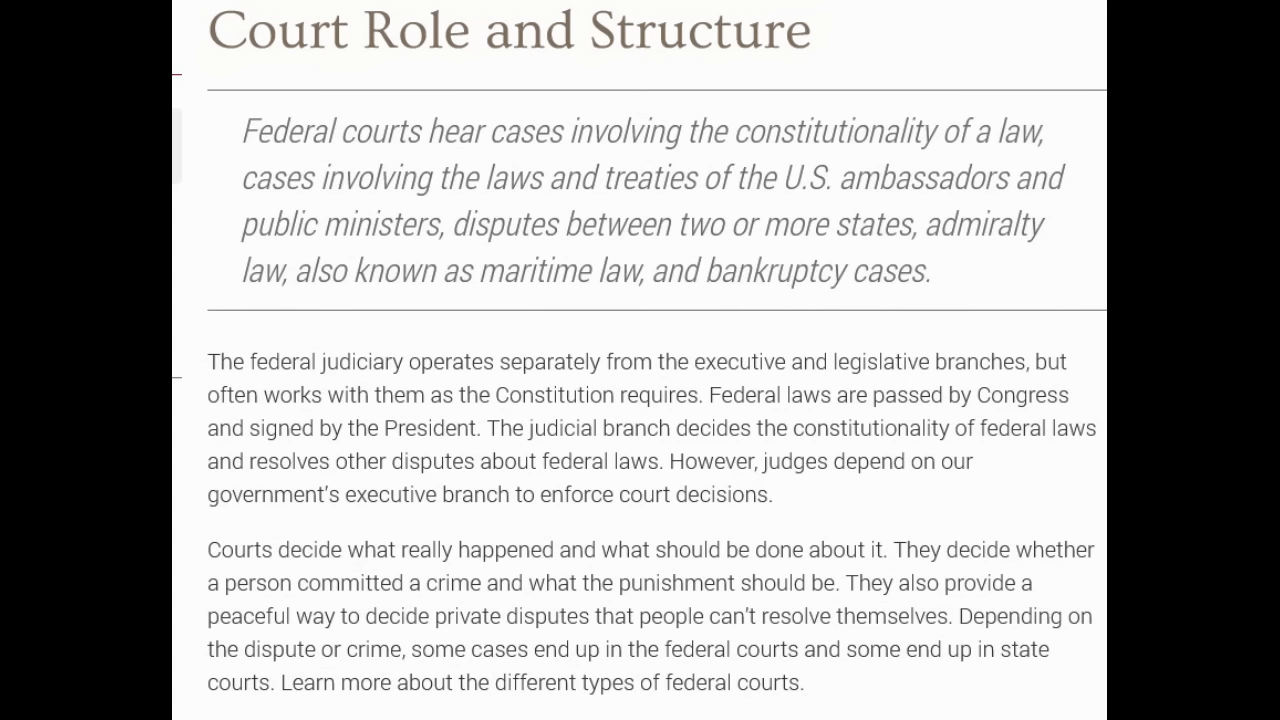 Court Role and Structure
Federal courts hear cases involving the constitutionality of a law,
cases involving the laws and treaties of the U.S. ambassadors and
public ministers, disputes between two or more states, admiralty
law, also known as maritime law, and bankruptcy cases.
The federal judiciary operates separately from the executive and legislative branches, but
often works with them as the Constitution requires. Federal laws are passed by Congress
and signed by the President. The judicial branch decides the constitutionality of federal laws
and resolves other disputes about federal laws. However, judges depend on our
government’s executive branch to enforce court decisions.
Courts decide what really happened and what should be done about it. They decide whether
a person committed a crime and what the punishment should be. They also provide a
peaceful way to decide private disputes that people can’t resolve themselves. Depending on
the dispute or crime, some cases end up in the federal courts and some end up in state
courts. Learn more about the different types of federal courts.